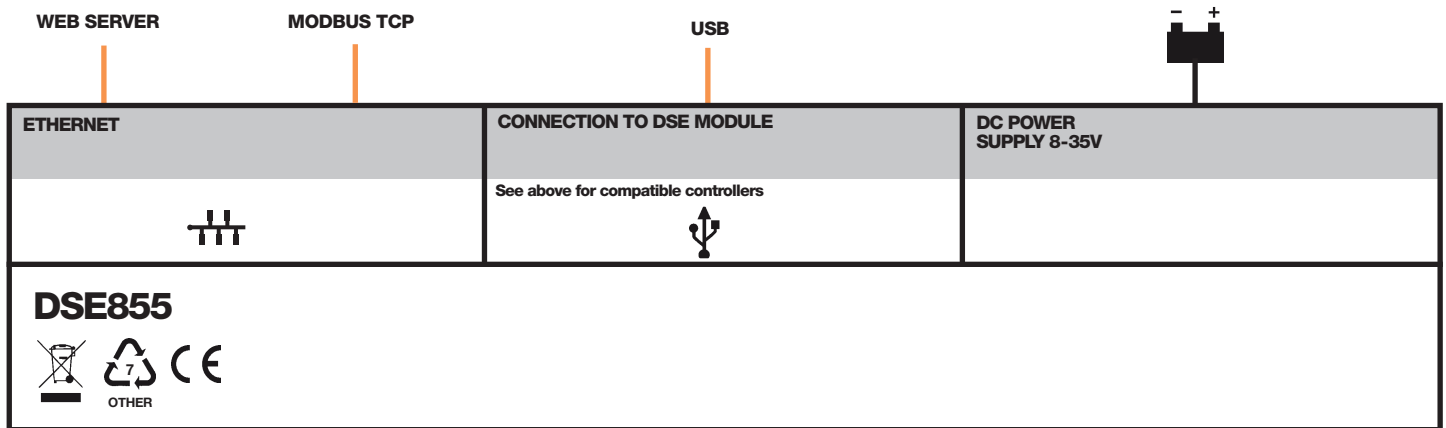 WEB SERVER
MODBUS TCP
USB
− +
ETHERNET
CONNECTION TO DSE MODULE
DC POWER
SUPPLY 8-35V
See above for compatible controllers
DSE855
7
CE
OTHER